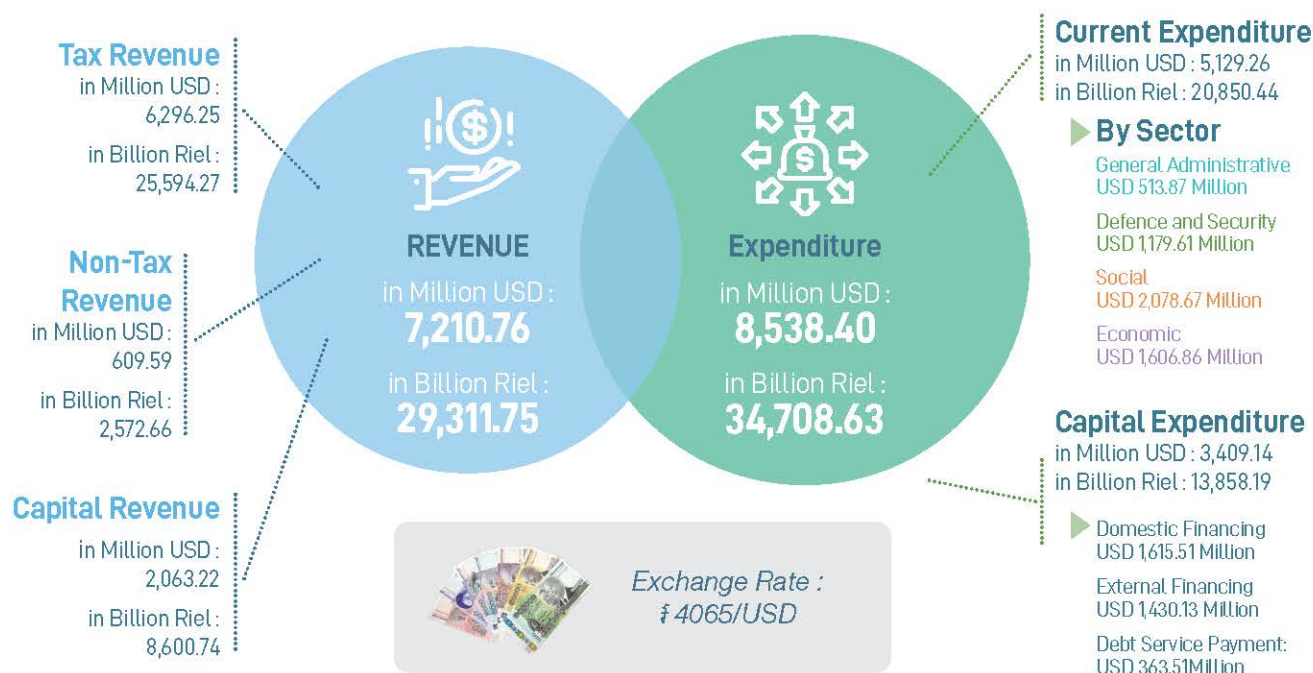 Tax Revenue
in Million USD :
6,296.25
in Billion Riel :
25,594.27
Non-Tax
Revenue
in Million USD :
609.59
in Billion Riel :
2,572.66
Capital Revenue
in Million USD :
2,063.22
in Billion Riel :
8,600.74
REVENUE
in Million USD :
7,210.76
in Billion Riel :
29,311.75
Expenditure
in Million USD :
8,538.40
in Billion Riel :
34,708.63
Exchange Rate :
៛ 4065/USD
Current Expenditure
in Million USD : 5,129.26
in Billion Riel : 20,850.44
By Sector
General Administrative
USD 513.87 Million
Defence and Security
USD 1,179.61 Million
Social
USD 2,078.67 Million
Economic
USD 1,606.86 Million
Capital Expenditure
in Million USD : 3,409.14
in Billion Riel : 13,858.19
Domestic Financing
USD 1,615.51 Million
External Financing
USD 1,430.13 Million
Debt Service Payment:
USD 363.51Million